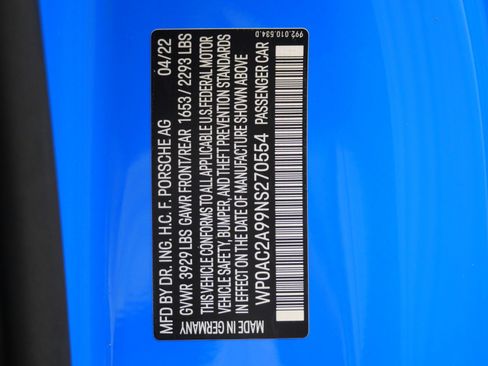 MFD BY DR. ING. H.C. F. PORSCHE AG 04/22
GVWR 3929 LBS GAWR FRONT/REAR 1653 / 2293 LBS
THIS VEHICLE CONFORMS TO ALL APPLICABLE U.S.FEDERAL MOTOR
VEHICLE SAFETY, BUMPER, AND THEFT PREVENTION STANDARDS
IN EFFECT ON THE DATE OF MANUFACTURE SHOWN ABOVE
WP0AC2A99NS270554 PASSENGER CAR
MADE IN GERMANY
992.010.534.0